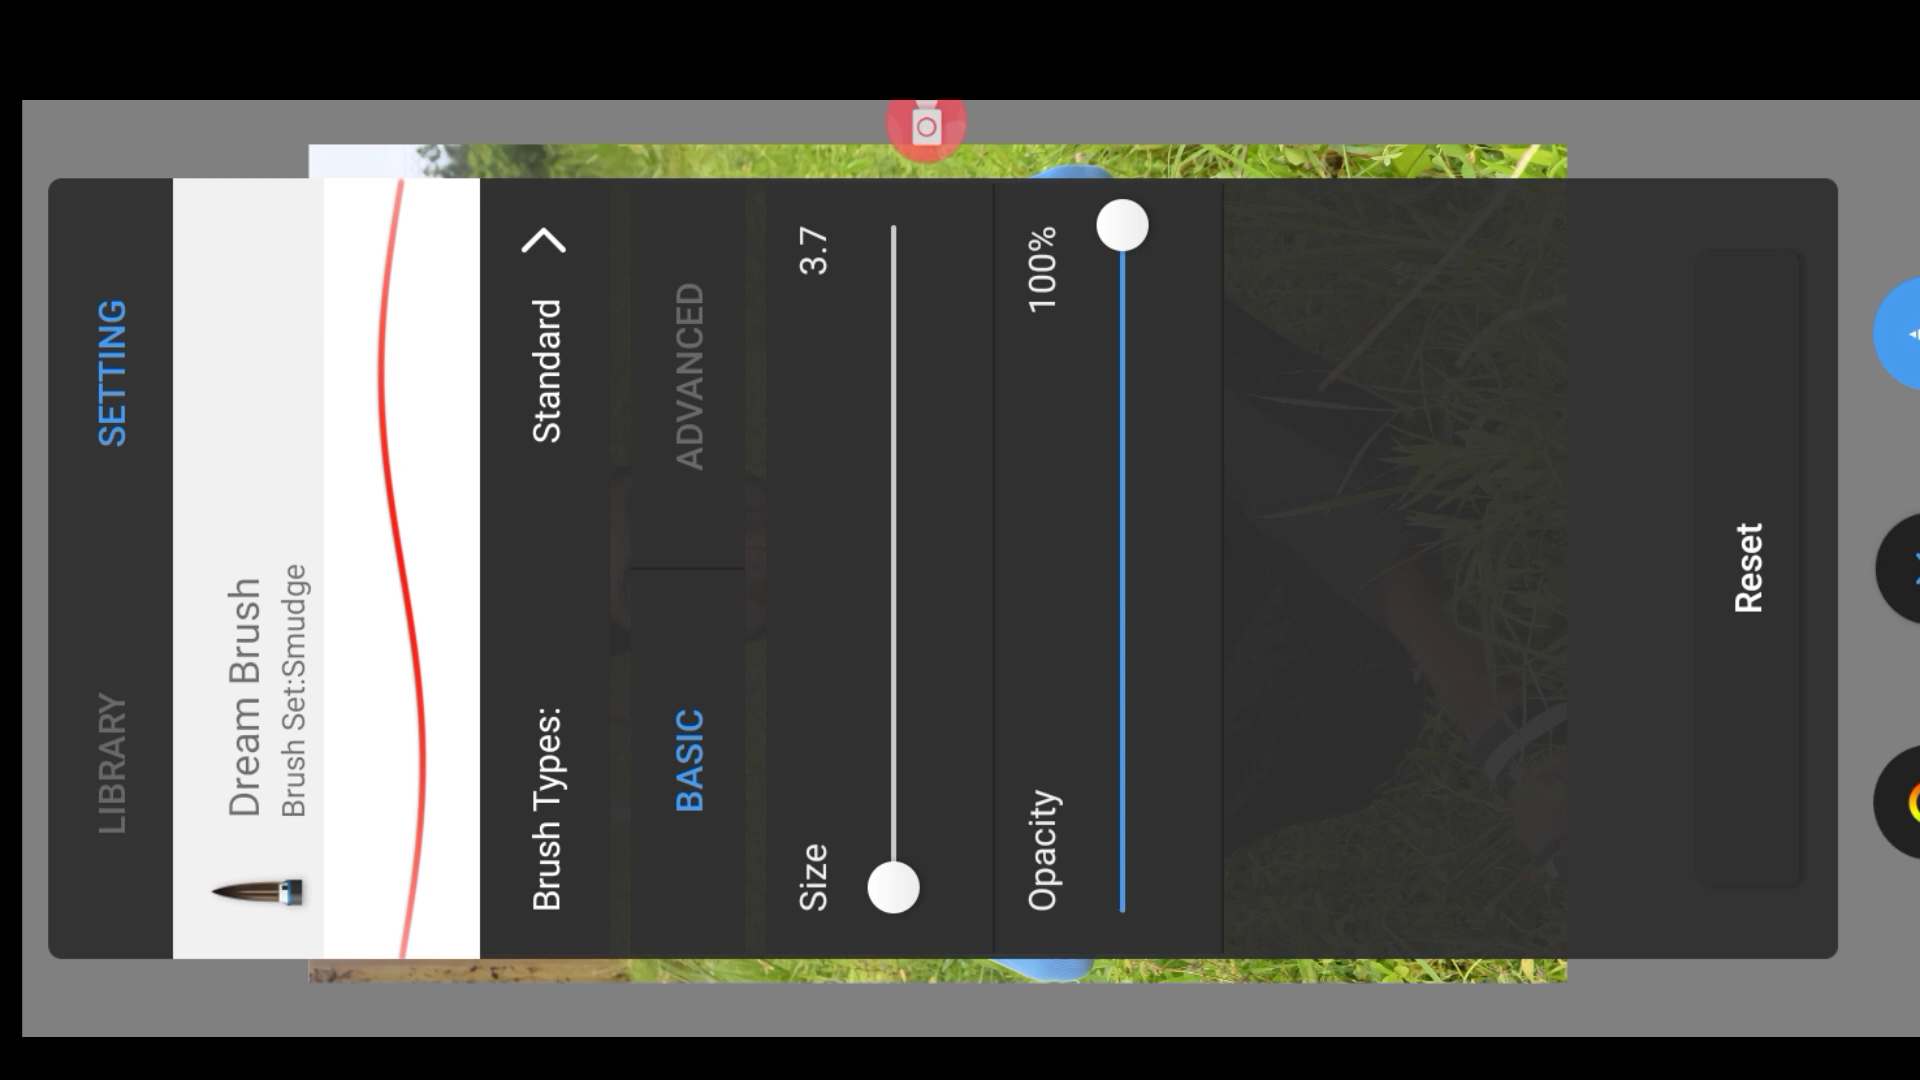 LIBRARY SETTING
Dream Brush
Brush Set:Smudge
Brush Types: Standard
BASIC ADVANCED
Size 3.7
Opacity 100%
Reset